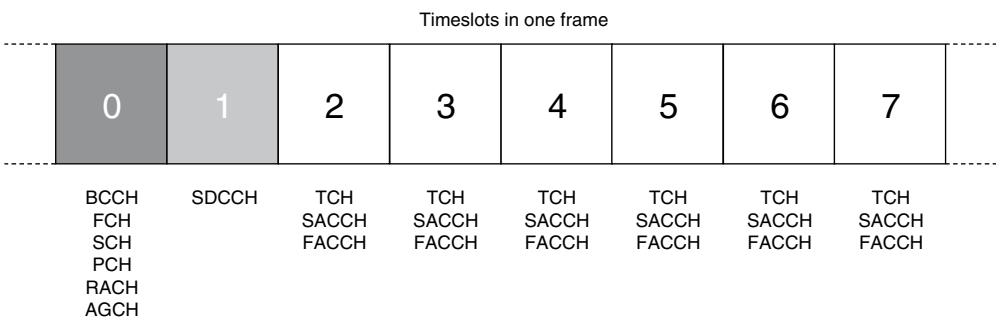 Timeslots in one frame
0 1 2 3 4 5 6 7
BCCH SDCCH TCH TCH TCH TCH TCH TCH
FCH SACCH SACCH SACCH SACCH SACCH SACCH
SCH FACCH FACCH FACCH FACCH FACCH FACCH
PCH
RACH
AGCH